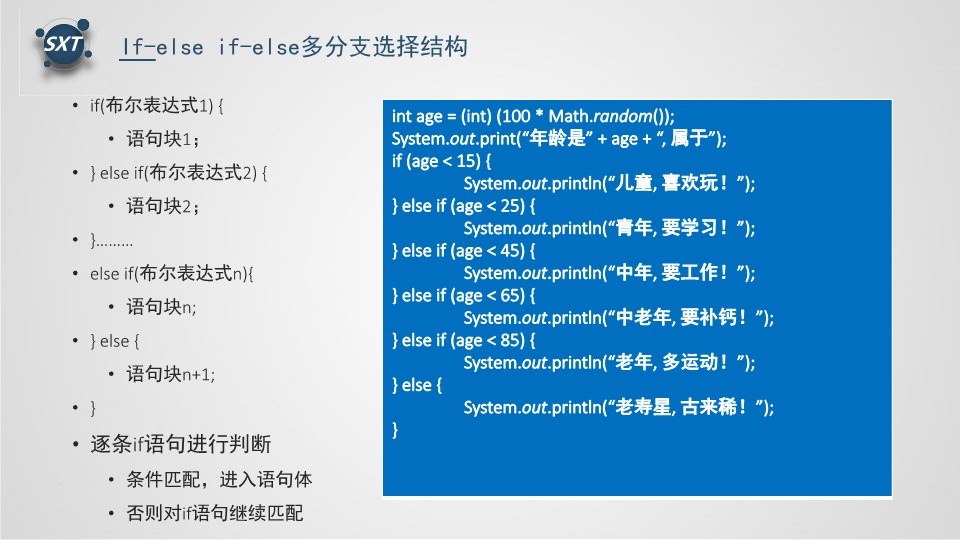 SXT
If-else if-else多分支选择结构
• if(布尔表达式1) {
• 语句块1；
• } else if(布尔表达式2) {
• 语句块2；
• }………
• else if(布尔表达式n){
• 语句块n;
• } else {
• 语句块n+1;
• }
• 逐条if语句进行判断
• 条件匹配，进入语句体
• 否则对if语句继续匹配
int age = (int) (100 * Math.random());
System.out.print(“年龄是” + age + “, 属于”);
if (age < 15) {
System.out.println(“儿童, 喜欢玩！”);
} else if (age < 25) {
System.out.println(“青年, 要学习！”);
} else if (age < 45) {
System.out.println(“中年, 要工作！”);
} else if (age < 65) {
System.out.println(“中老年, 要补钙！”);
} else if (age < 85) {
System.out.println(“老年, 多运动！”);
} else {
System.out.println(“老寿星, 古来稀！”);
}